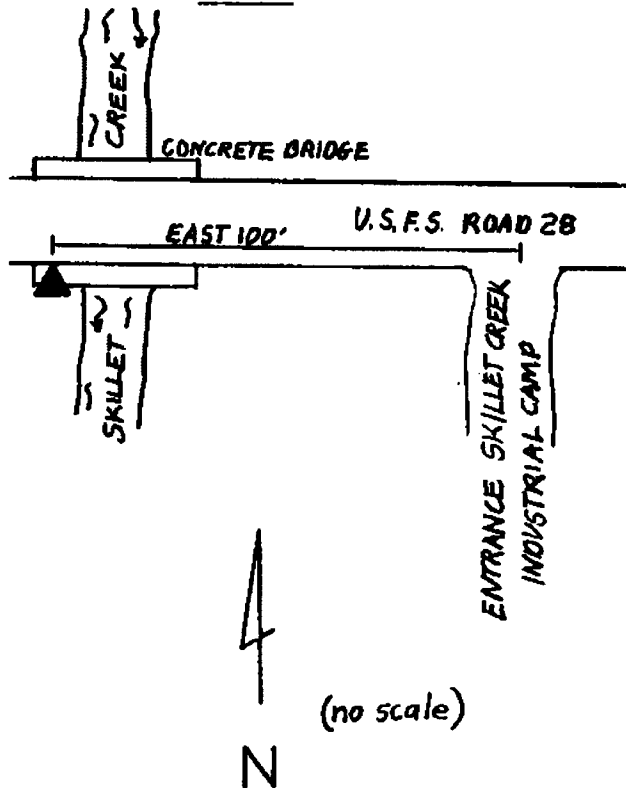 CREEK
CONCRETE BRIDGE
U.S.F.S. ROAD 28
EAST 100'
SKILLET
ENTRANCE SKILLET CREEK
INDUSTRIAL CAMP
(no scale)
N